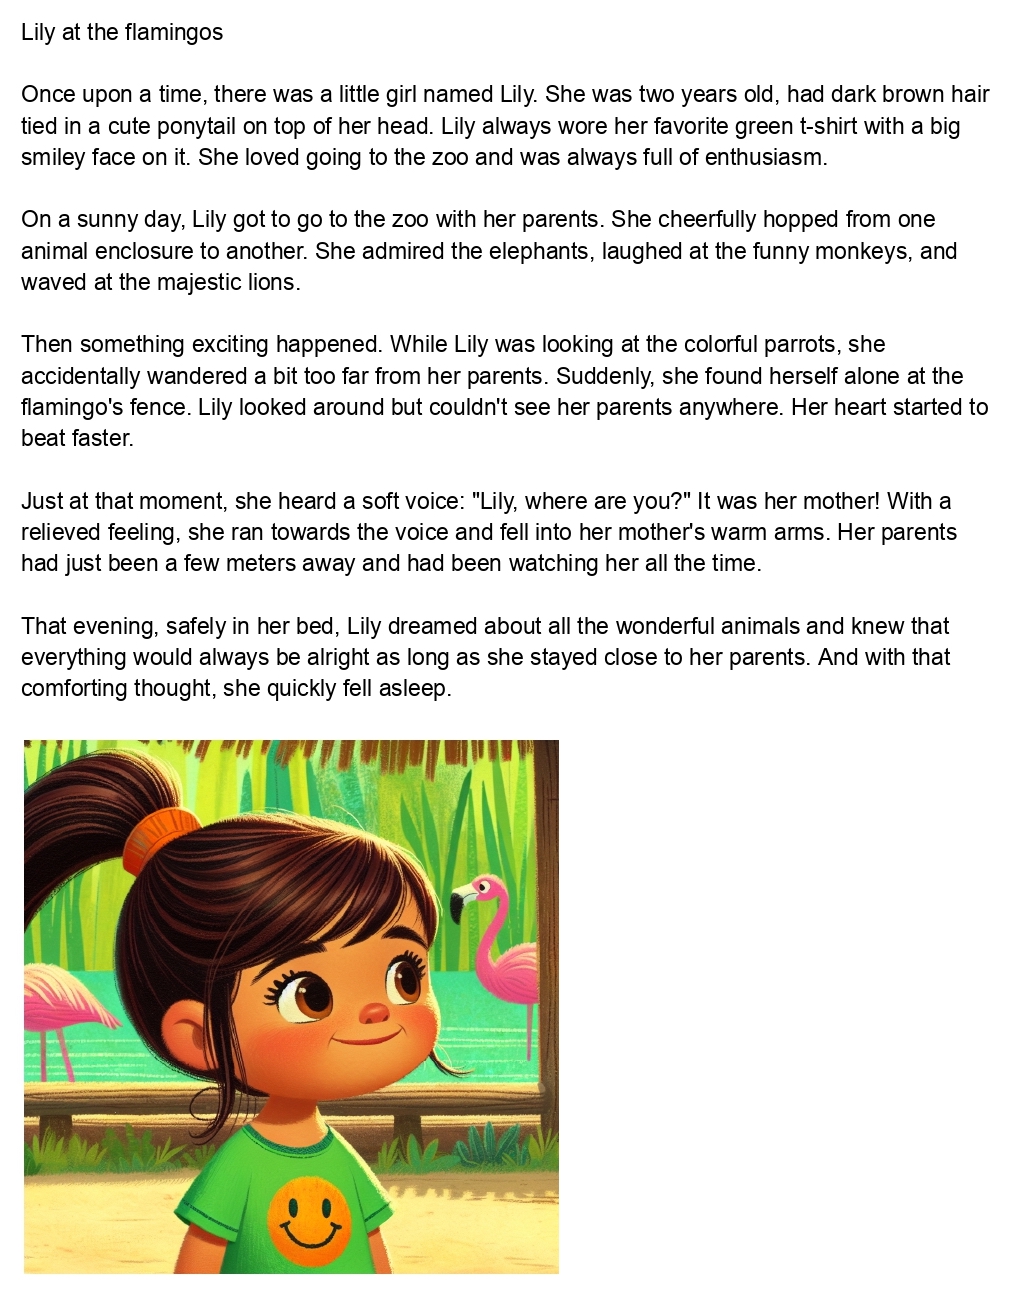 Lily at the flamingos
Once upon a time, there was a little girl named Lily. She was two years old, had dark brown hair
tied in a cute ponytail on top of her head. Lily always wore her favorite green t-shirt with a big
smiley face on it. She loved going to the zoo and was always full of enthusiasm.
On a sunny day, Lily got to go to the zoo with her parents. She cheerfully hopped from one
animal enclosure to another. She admired the elephants, laughed at the funny monkeys, and
waved at the majestic lions.
Then something exciting happened. While Lily was looking at the colorful parrots, she
accidentally wandered a bit too far from her parents. Suddenly, she found herself alone at the
flamingo's fence. Lily looked around but couldn't see her parents anywhere. Her heart started to
beat faster.
Just at that moment, she heard a soft voice: "Lily, where are you?" It was her mother! With a
relieved feeling, she ran towards the voice and fell into her mother's warm arms. Her parents
had just been a few meters away and had been watching her all the time.
That evening, safely in her bed, Lily dreamed about all the wonderful animals and knew that
everything would always be alright as long as she stayed close to her parents. And with that
comforting thought, she quickly fell asleep.